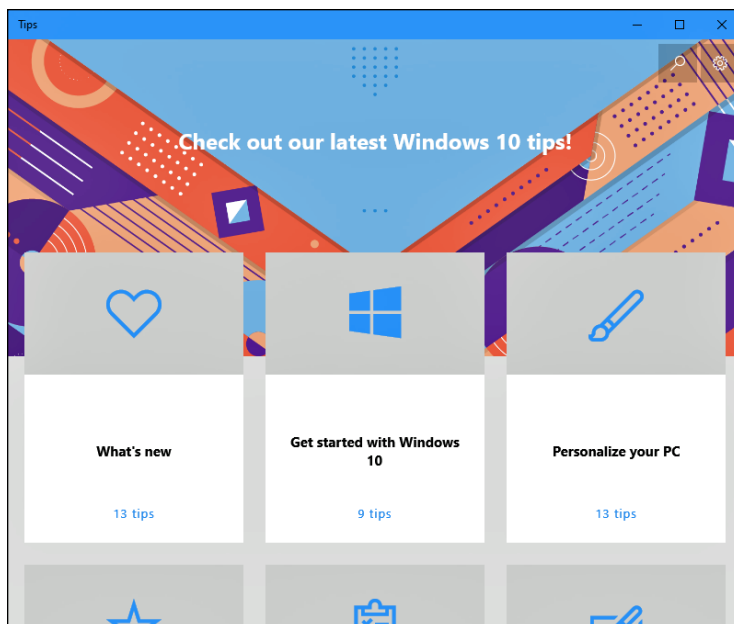 Tips
Check out our latest Windows 10 tips!
What's new
13 tips
Get started with Windows
10
9 tips
Personalize your PC
13 tips